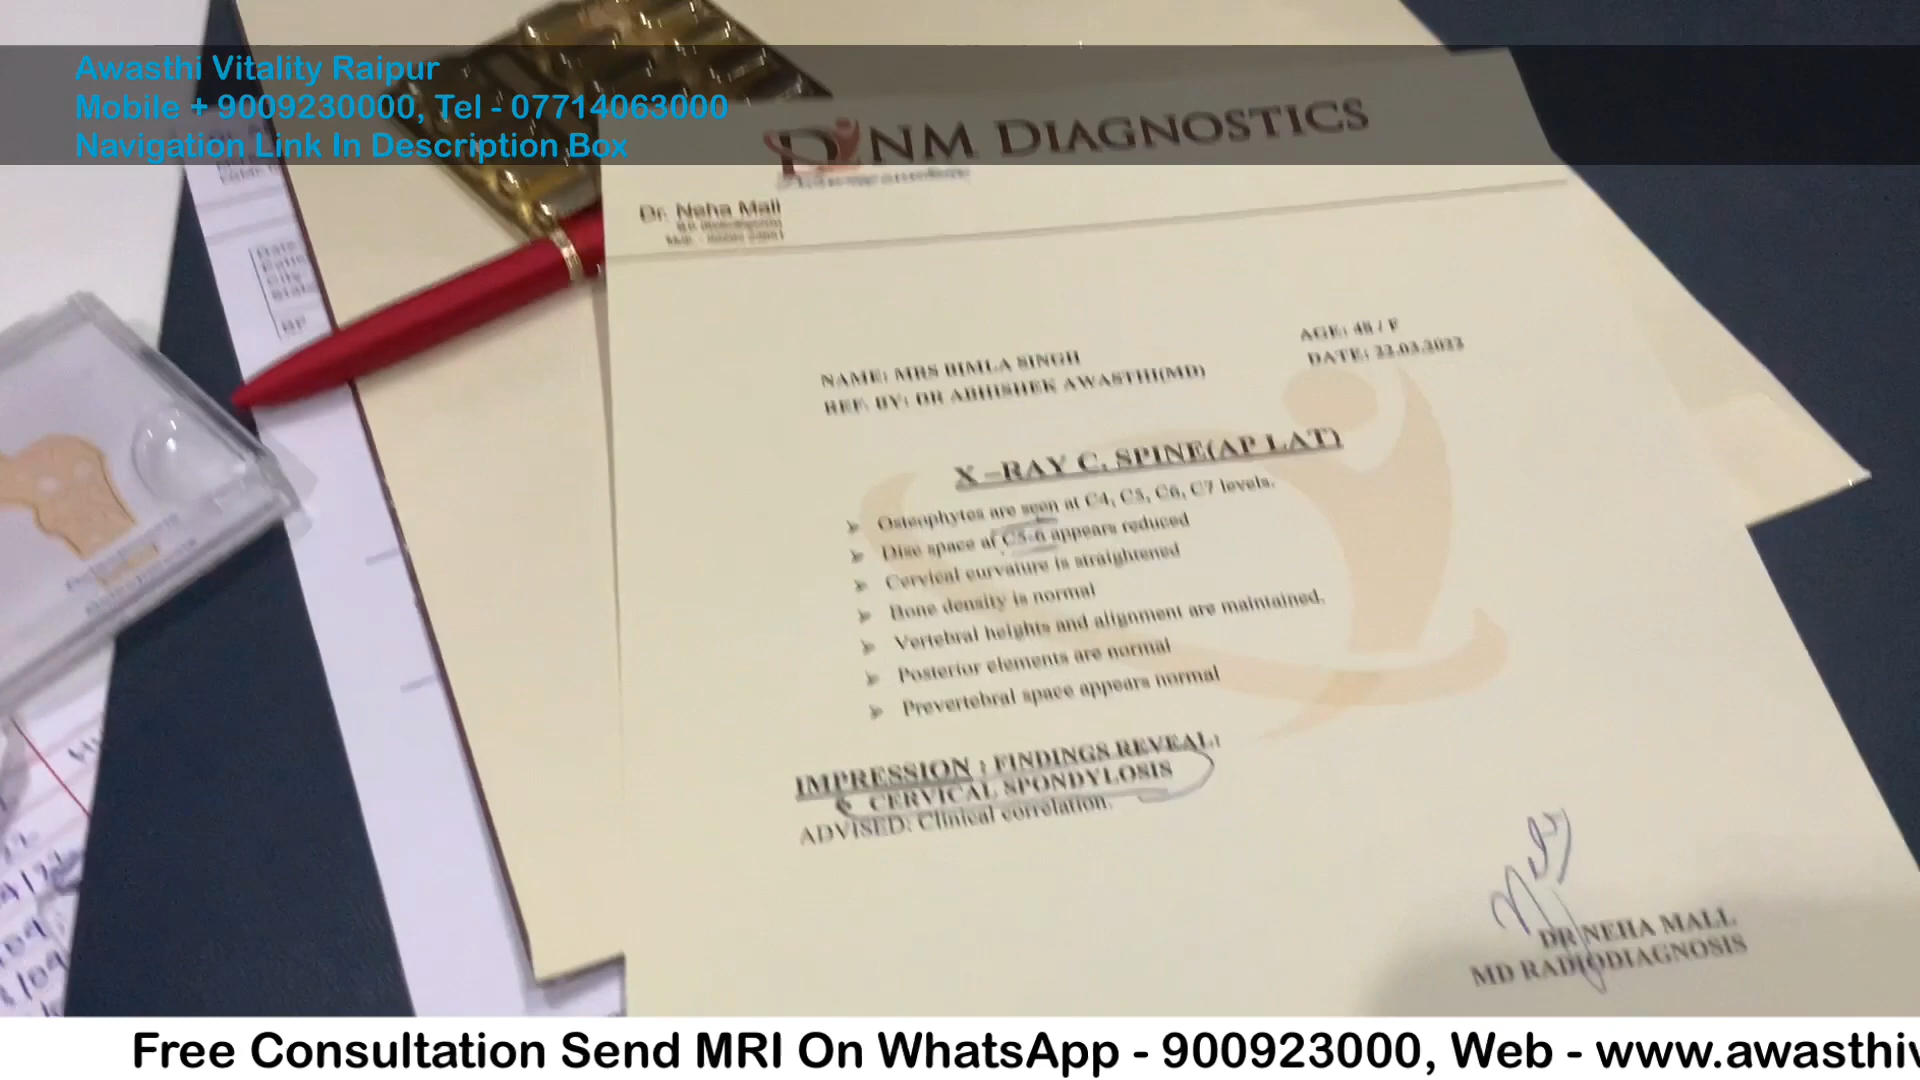 Awasthi Vitality Raipur
Mobile + 9009230000, Tel - 07714063000
Navigation Link In Description Box
NM DIAGNOSTICS
Dr. Neha Mall
NAME: MRS BIMLA SINGH
AGE: 48 / F
REF. BY: DR ABHISHEK AWASTHI(MD)
DATE: 22.03.2022
X –RAY C. SPINE(AP LAT)
➢ Osteophytes are seen at C4, C5, C6, C7 levels.
➢ Disc space at C5-6 appears reduced
➢ Cervical curvature is straightened
➢ Bone density is normal
➢ Vertebral heights and alignment are maintained.
➢ Posterior elements are normal
➢ Prevertebral space appears normal
IMPRESSION : FINDINGS REVEAL:
CERVICAL SPONDYLOSIS
ADVISED: Clinical correlation.
DR NEHA MALL
MD RADIODIAGNOSIS
Free Consultation Send MRI On WhatsApp - 900923000, Web - www.awasthiv